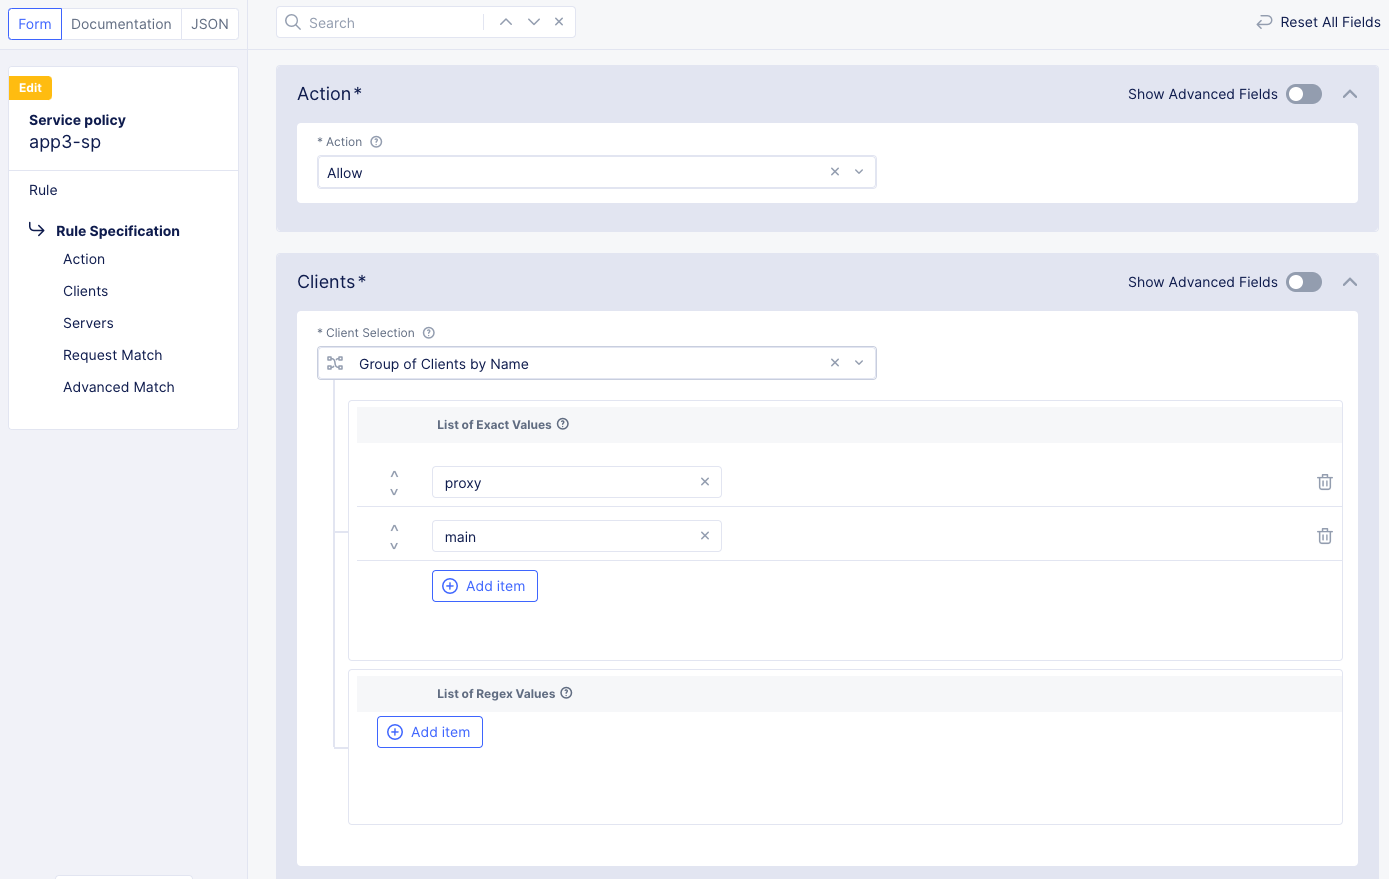 Form
Documentation
JSON
Search
Reset All Fields
Edit
Service policy
app3-sp
Rule
Rule Specification
Action
Clients
Servers
Request Match
Advanced Match
Action*
Show Advanced Fields
* Action
Allow
Clients*
Show Advanced Fields
* Client Selection
Group of Clients by Name
List of Exact Values
proxy
main
Add item
List of Regex Values
Add item